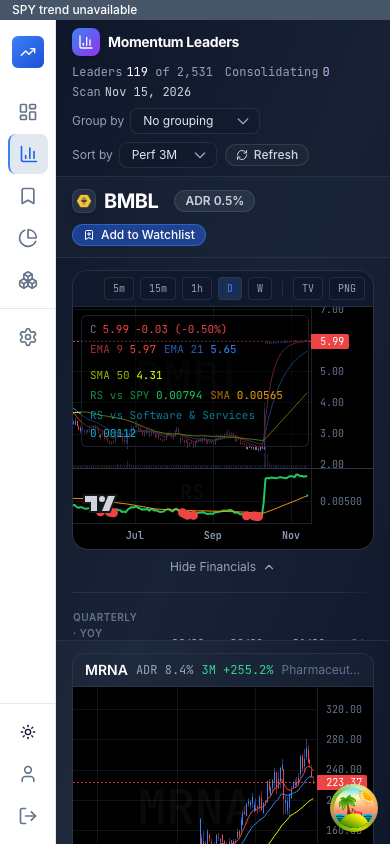 SPY trend unavailable
Momentum Leaders
Leaders 119 of 2,531 Consolidating 0
Scan Nov 15, 2026
Group by No grouping
Sort by Perf 3M Refresh
BMBL ADR 0.5%
Add to Watchlist
5m 15m 1h D W TV PNG
7.00
C 5.99 -0.03 (-0.50%)
5.99
EMA 9 5.97 EMA 21 5.65
5.00
SMA 50 4.31
RS vs SPY 0.00794 SMA 0.00565
4.00
RS vs Software & Services
0.00112
3.00
2.00
RS
0.00500
Jul Sep Nov
Hide Financials
QUARTERLY
· YOY
MRNA ADR 8.4% 3M +255.2% Pharmaceut...
320.00
280.00
240.00
223.37
MRNA